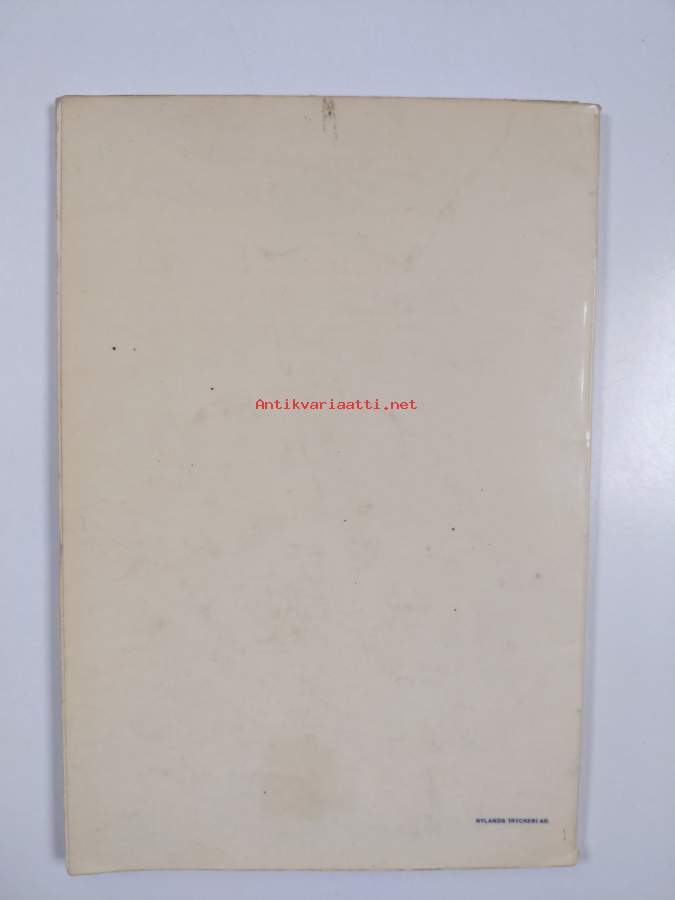 Antikvariaatti.net
NYLANDS TRYCKERI AB.